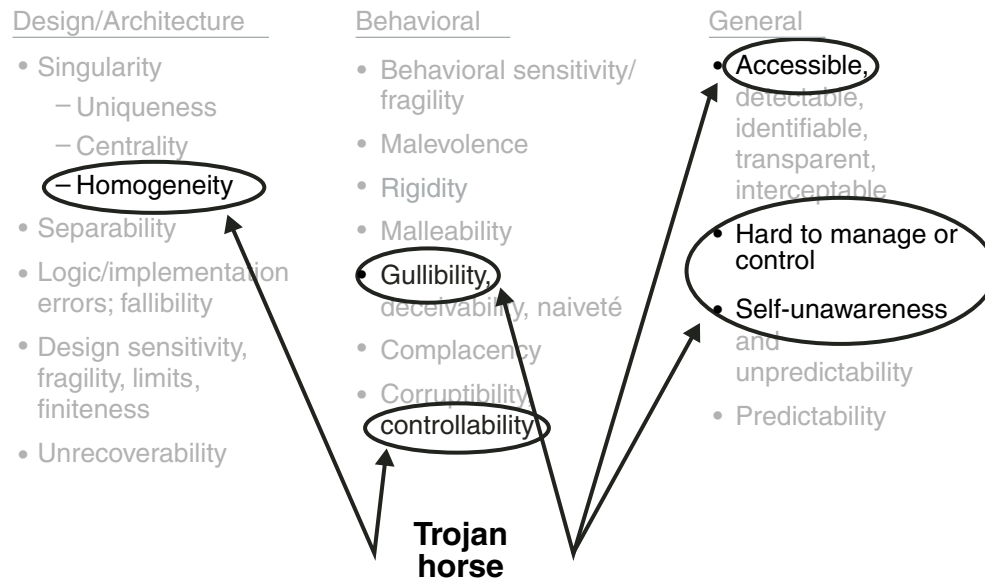 Design/Architecture
• Singularity
– Uniqueness
– Centrality
– Homogeneity
• Separability
• Logic/implementation
errors; fallibility
• Design sensitivity,
fragility, limits,
finiteness
• Unrecoverability
Behavioral
• Behavioral sensitivity/
fragility
• Malevolence
• Rigidity
• Malleability
• Gullibility,
deceivability, naiveté
• Complacency
• Corruptibility,
controllability
General
• Accessible,
detectable,
identifiable,
transparent,
interceptable
• Hard to manage or
control
• Self-unawareness
and
unpredictability
• Predictability
Trojan
horse